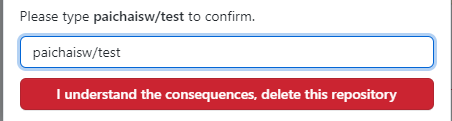 Please type paichaisw/test to confirm.
paichaisw/test
I understand the consequences, delete this repository